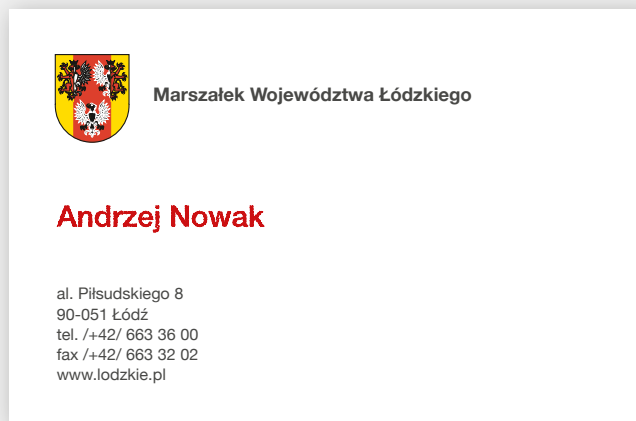 Marszałek Województwa Łódzkiego
Andrzej Nowak
al. Piłsudskiego 8
90-051 Łódź
tel. /+42/ 663 36 00
fax /+42/ 663 32 02
www.lodzkie.pl